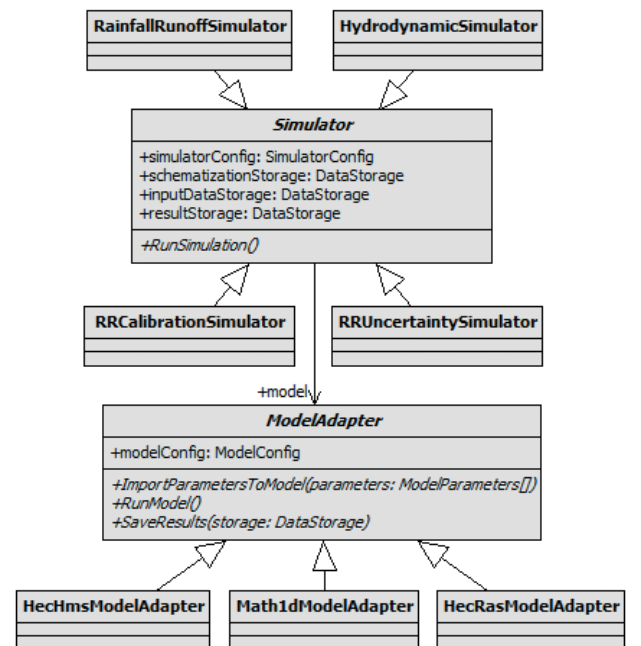 RainfallRunoffSimulator
HydrodynamicSimulator
Simulator
+simulatorConfig: SimulatorConfig
+schematizationStorage: DataStorage
+inputDataStorage: DataStorage
+resultStorage: DataStorage
+RunSimulation()
RRCalibrationSimulator
RRUncertaintySimulator
+model
ModelAdapter
+modelConfig: ModelConfig
+ImportParametersToModel(parameters: ModelParameters[])
+RunModel()
+SaveResults(storage: DataStorage)
HecHmsModelAdapter
Math1dModelAdapter
HecRasModelAdapter